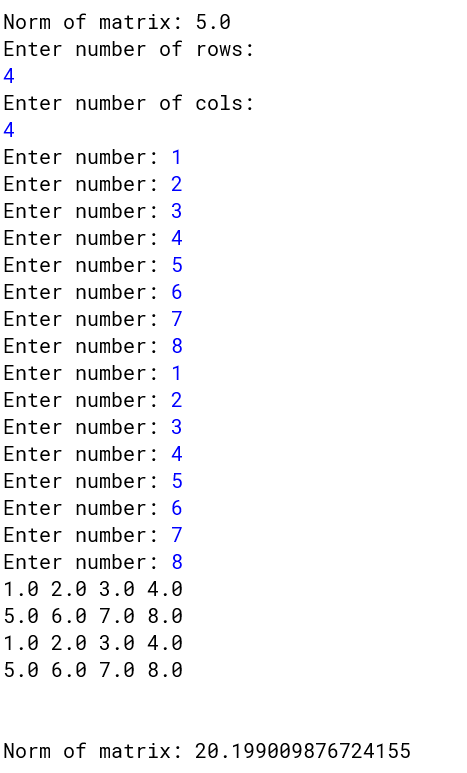 Norm of matrix: 5.0
Enter number of rows:
4
Enter number of cols:
4
Enter number: 1
Enter number: 2
Enter number: 3
Enter number: 4
Enter number: 5
Enter number: 6
Enter number: 7
Enter number: 8
Enter number: 1
Enter number: 2
Enter number: 3
Enter number: 4
Enter number: 5
Enter number: 6
Enter number: 7
Enter number: 8
1.0 2.0 3.0 4.0
5.0 6.0 7.0 8.0
1.0 2.0 3.0 4.0
5.0 6.0 7.0 8.0
Norm of matrix: 20.199009876724155